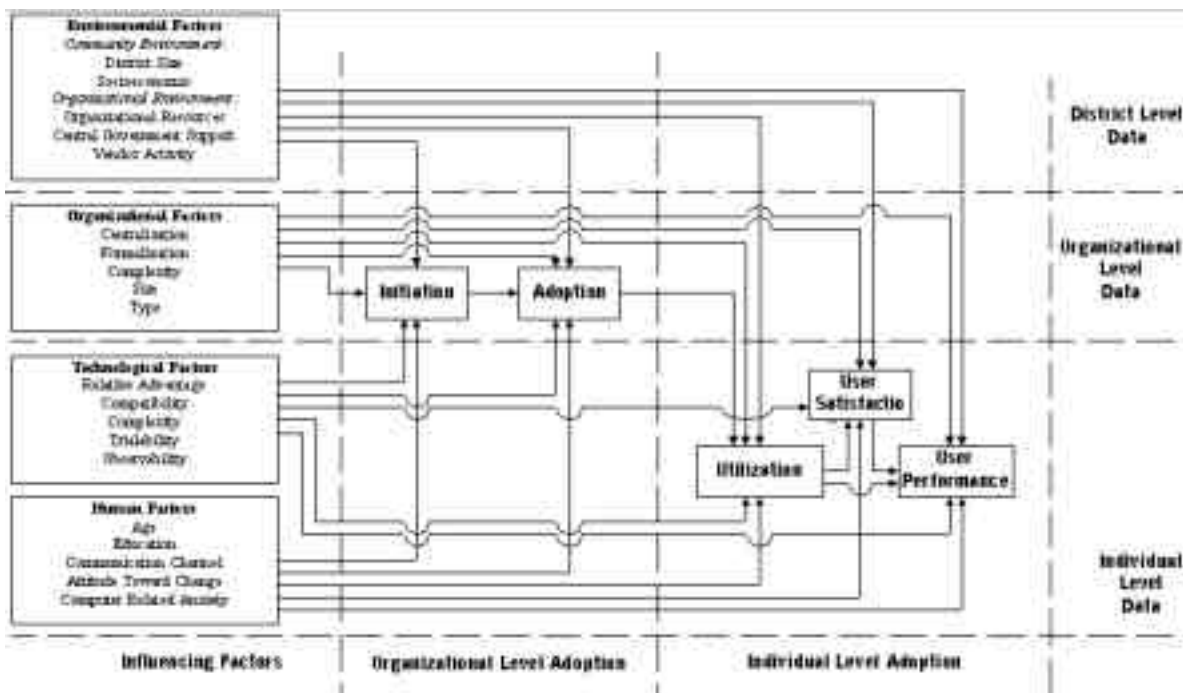 Environmental Factors
Community Environment
District Size
Socioeconomic
Organizational Environment
Organizational Resources
Central Government Support
Vendor Activity
District Level
Data
Organizational Factors
Centralization
Formalization
Complexity
Size
Type
Initiation
Adoption
Organizational
Level
Data
Technological Factors
Relative Advantage
Compatibility
Complexity
Trialability
Observability
User
Satisfactio
Utilization
User
Performance
Human Factors
Age
Education
Communication Channel
Attitude Toward Change
Computer Related Anxiety
Individual
Level
Data
Influencing Factors
Organizational Level Adoption
Individual Level Adoption